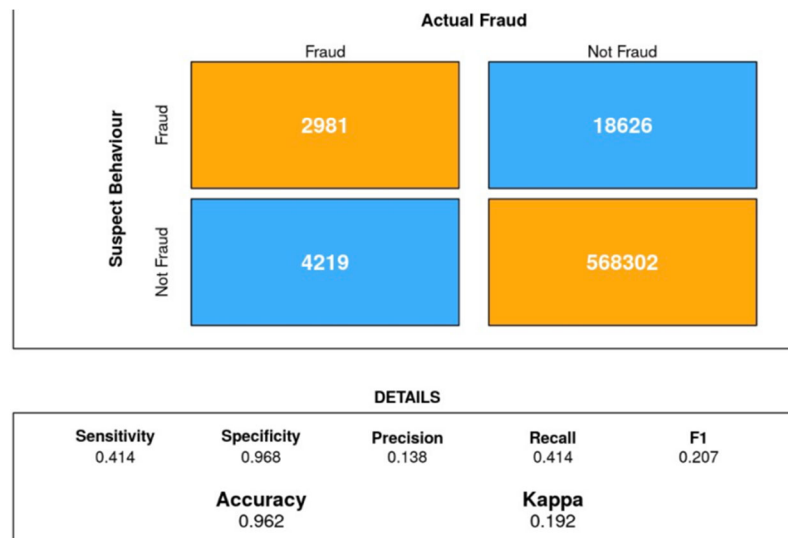 Actual Fraud
Fraud Not Fraud
Suspect Behaviour
Fraud
2981 18626
Not Fraud
4219 568302
DETAILS
Sensitivity Specificity Precision Recall F1
0.414 0.968 0.138 0.414 0.207
Accuracy Kappa
0.962 0.192